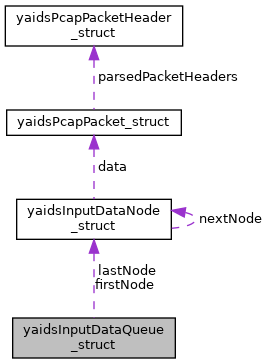 yaidsPcapPacketHeader
_struct
parsedPacketHeaders
yaidsPcapPacket_struct
data
yaidsInputDataNode
_struct
nextNode
lastNode
firstNode
yaidsInputDataQueue
_struct